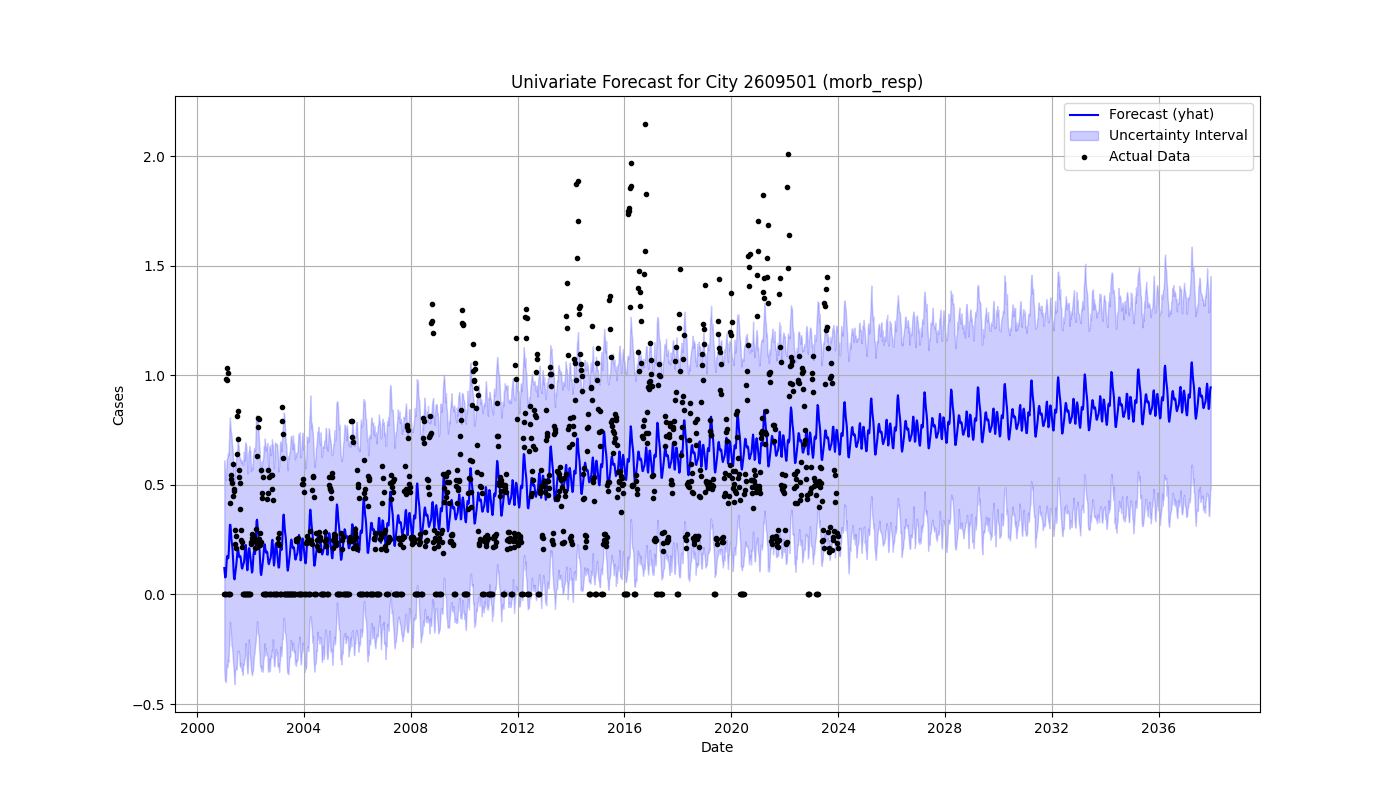 Univariate Forecast for City 2609501 (morb_resp)
Forecast (yhat)
Uncertainty Interval
Actual Data
Cases
2.0
1.5
1.0
0.5
0.0
−0.5
2000 2004 2008 2012 2016 2020 2024 2028 2032 2036
Date